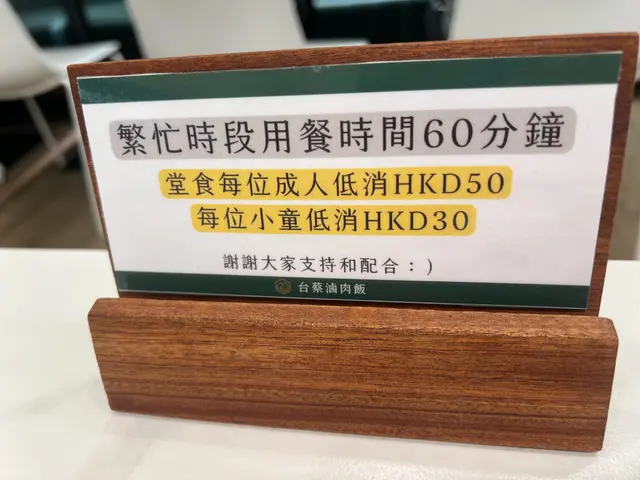 繁忙時段用餐時間60分鐘
堂食每位成人低消HKD50
每位小童低消HKD30
謝謝大家支持和配合：)
台蔡滷肉飯